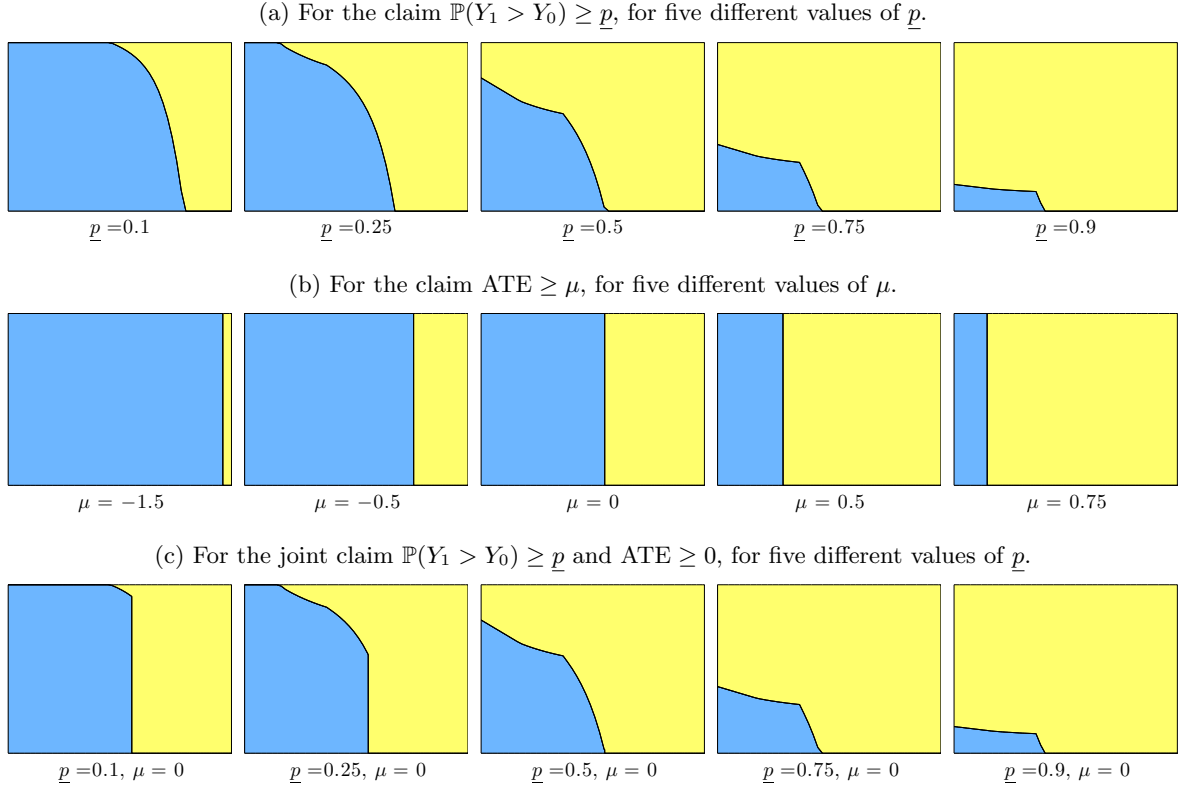 (a) For the claim ℙ(Y₁ > Y₀) ≥ p̲, for five different values of p̲.
p̲ =0.1 p̲ =0.25 p̲ =0.5 p̲ =0.75 p̲ =0.9
(b) For the claim ATE ≥ μ, for five different values of μ.
μ = −1.5 μ = −0.5 μ = 0 μ = 0.5 μ = 0.75
(c) For the joint claim ℙ(Y₁ > Y₀) ≥ p̲ and ATE ≥ 0, for five different values of p̲.
p̲ =0.1, μ = 0 p̲ =0.25, μ = 0 p̲ =0.5, μ = 0 p̲ =0.75, μ = 0 p̲ =0.9, μ = 0